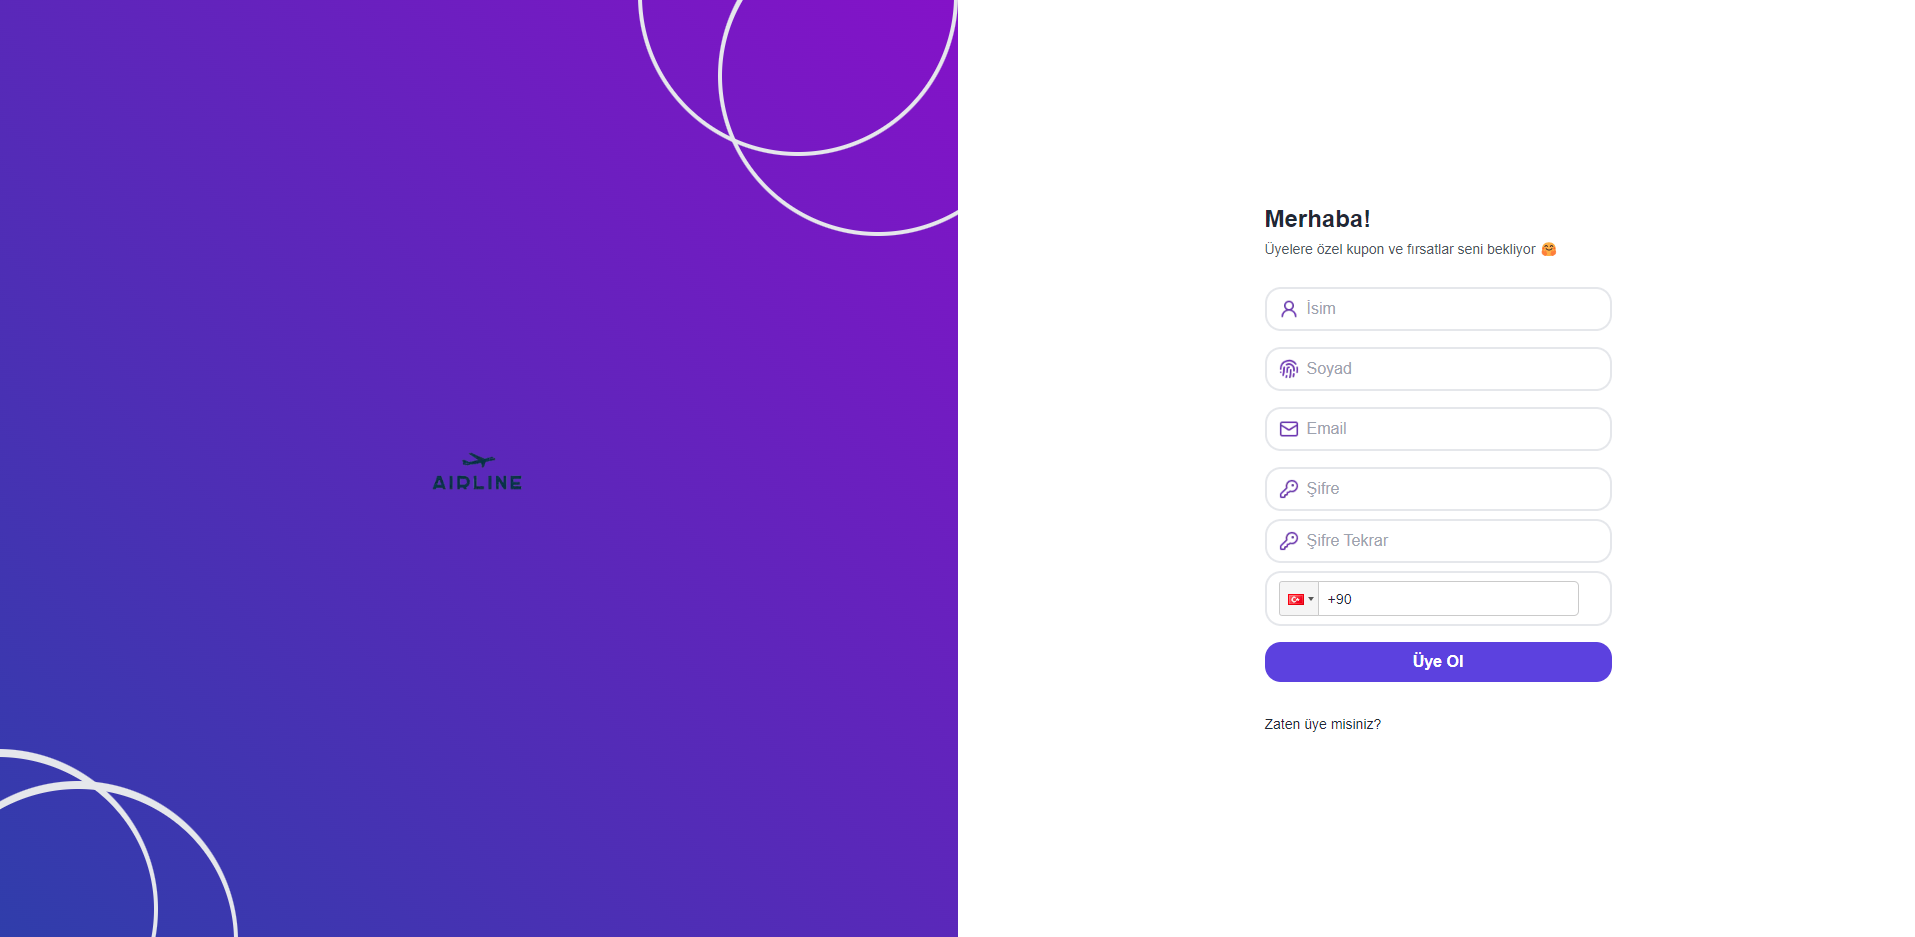 AIRLINE
Merhaba!
Üyelere özel kupon ve fırsatlar seni bekliyor 🤗
İsim
Soyad
Email
Şifre
Şifre Tekrar
+90
Üye Ol
Zaten üye misiniz?